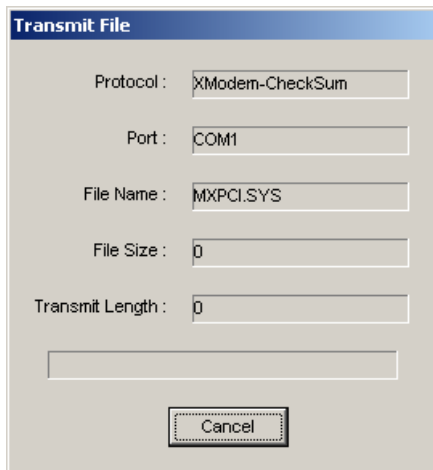 Transmit File
Protocol : XModem-CheckSum
Port : COM1
File Name : MXPCI.SYS
File Size : 0
Transmit Length : 0
Cancel